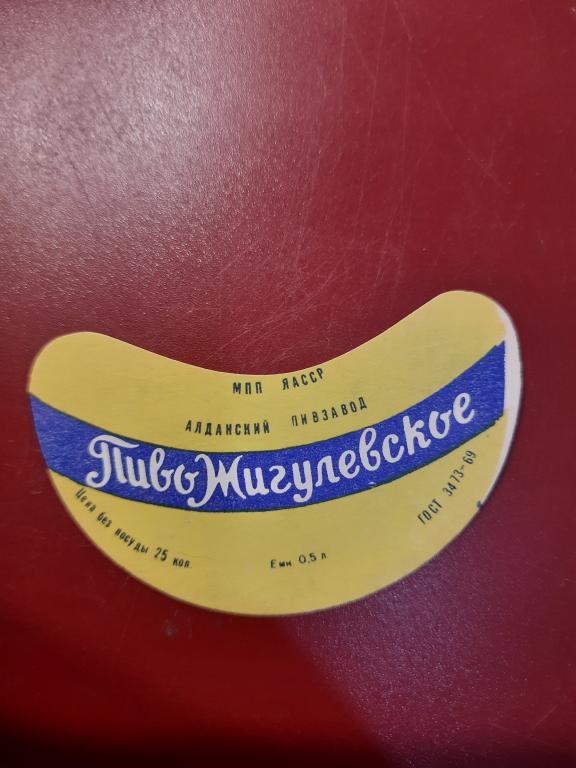 МПП ЯАССР
АЛДАНСКИЙ ПИВЗАВОД
Пиво Жигулевское
Цена без посуды 25 коп.
Емк 0,5 л
ГОСТ 3473-69